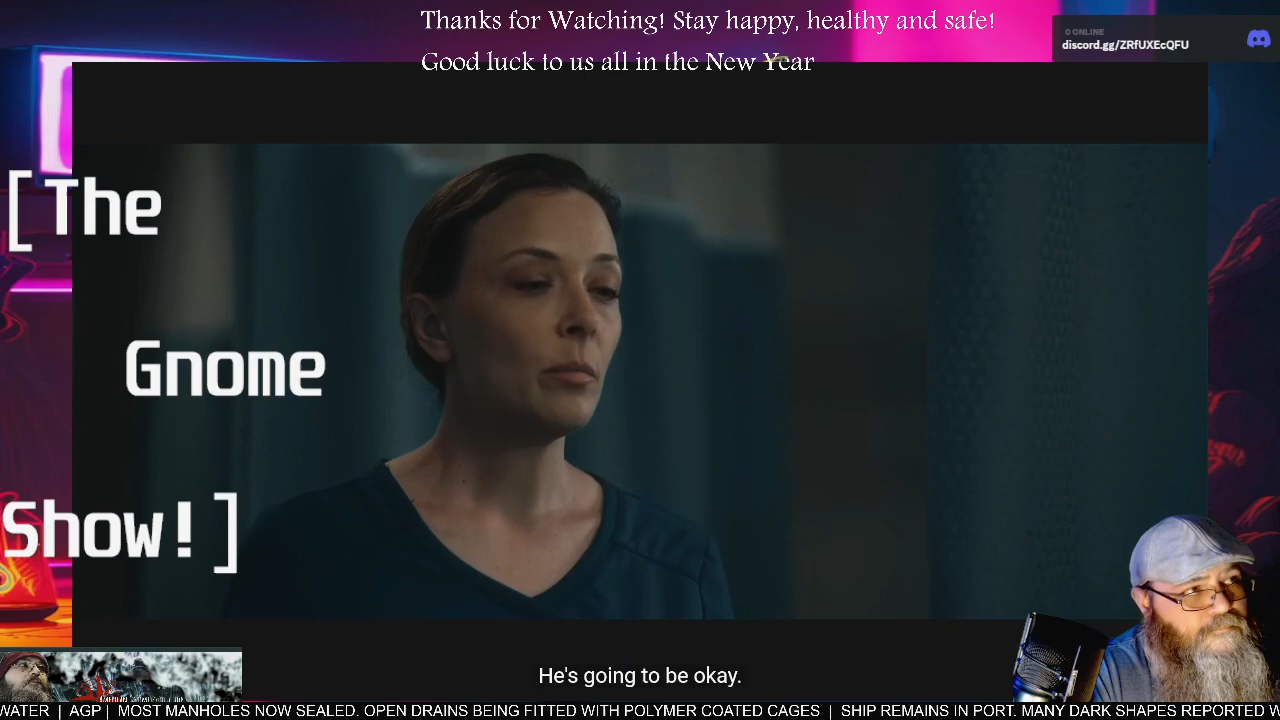 Thanks for Watching! Stay happy, healthy and safe!
Good luck to us all in the New Year
0 ONLINE
discord.gg/ZRfUXEcQFU
[The
Gnome
Show!]
He's going to be okay.
WATER | AGP | MOST MANHOLES NOW SEALED. OPEN DRAINS BEING FITTED WITH POLYMER COATED CAGES | SHIP REMAINS IN PORT. MANY DARK SHAPES REPORTED W